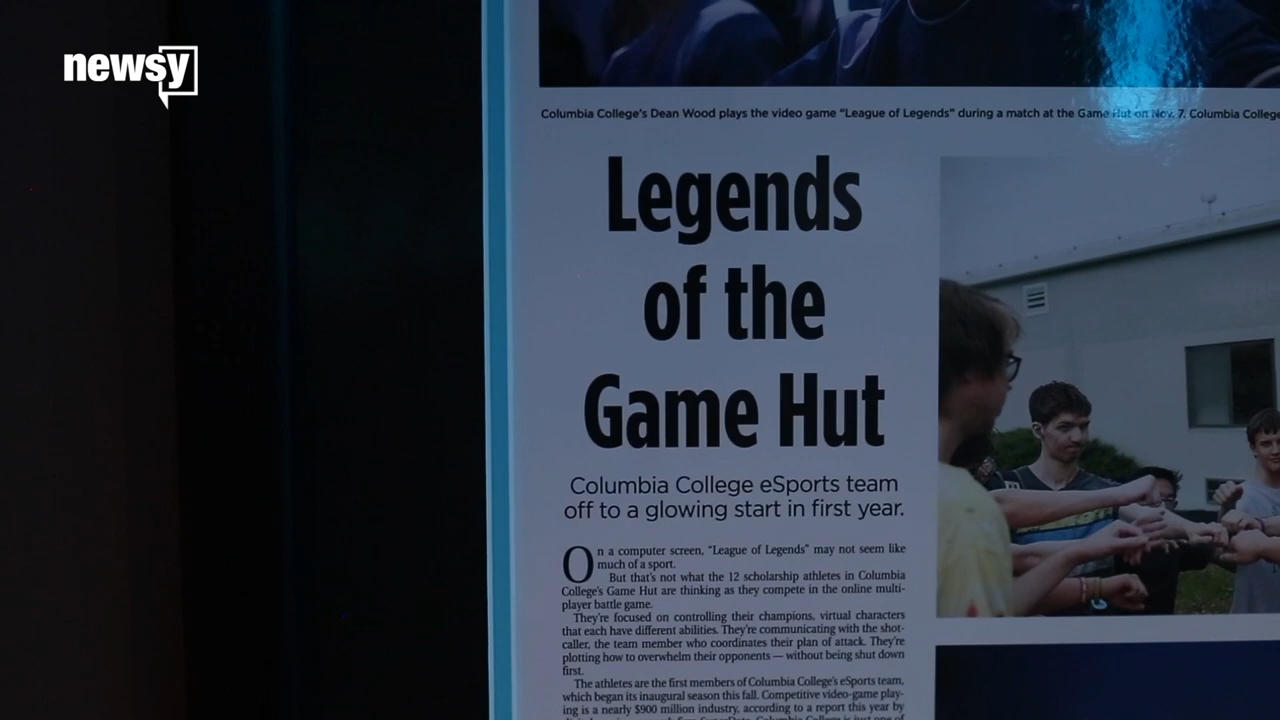 newsy
Columbia College's Dean Wood plays the video game “League of Legends” during a match at the Game Hut on Nov. 7. Columbia College
Legends
of the
Game Hut
Columbia College eSports team
off to a glowing start in first year.
On a computer screen, “League of Legends” may not seem like
much of a sport.
But that's not what the 12 scholarship athletes in Columbia
College's Game Hut are thinking as they compete in the online multi-
player battle game.
They're focused on controlling their champions, virtual characters
that each have different abilities. They're communicating with the shot-
caller, the team member who coordinates their plan of attack. They're
plotting how to overwhelm their opponents — without being shut down
first.
The athletes are the first members of Columbia College's eSports team,
which began its inaugural season this fall. Competitive video-game play-
ing is a nearly $900 million industry, according to a report this year by